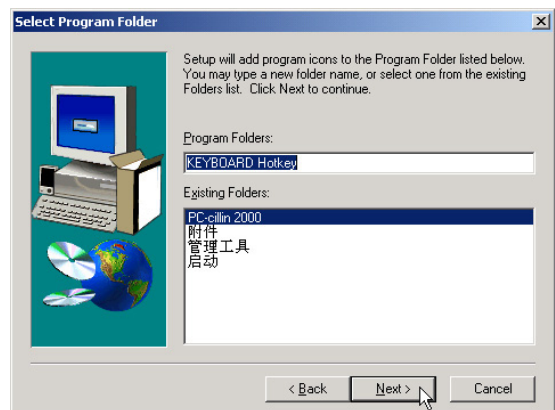 Select Program Folder
Setup will add program icons to the Program Folder listed below.
You may type a new folder name, or select one from the existing
Folders list. Click Next to continue.
Program Folders:
KEYBOARD Hotkey
Existing Folders:
PC-cillin 2000
附件
管理工具
启动
< Back
Next >
Cancel